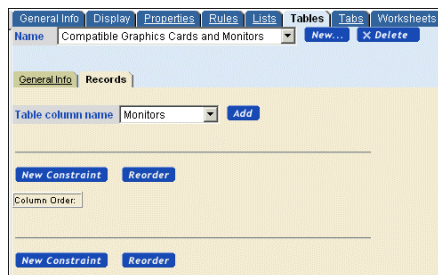 General Info Display Properties Rules Lists Tables Tabs Worksheets
Name Compatible Graphics Cards and Monitors New... X Delete
General Info Records
Table column name Monitors Add
New Constraint Reorder
Column Order:
New Constraint Reorder